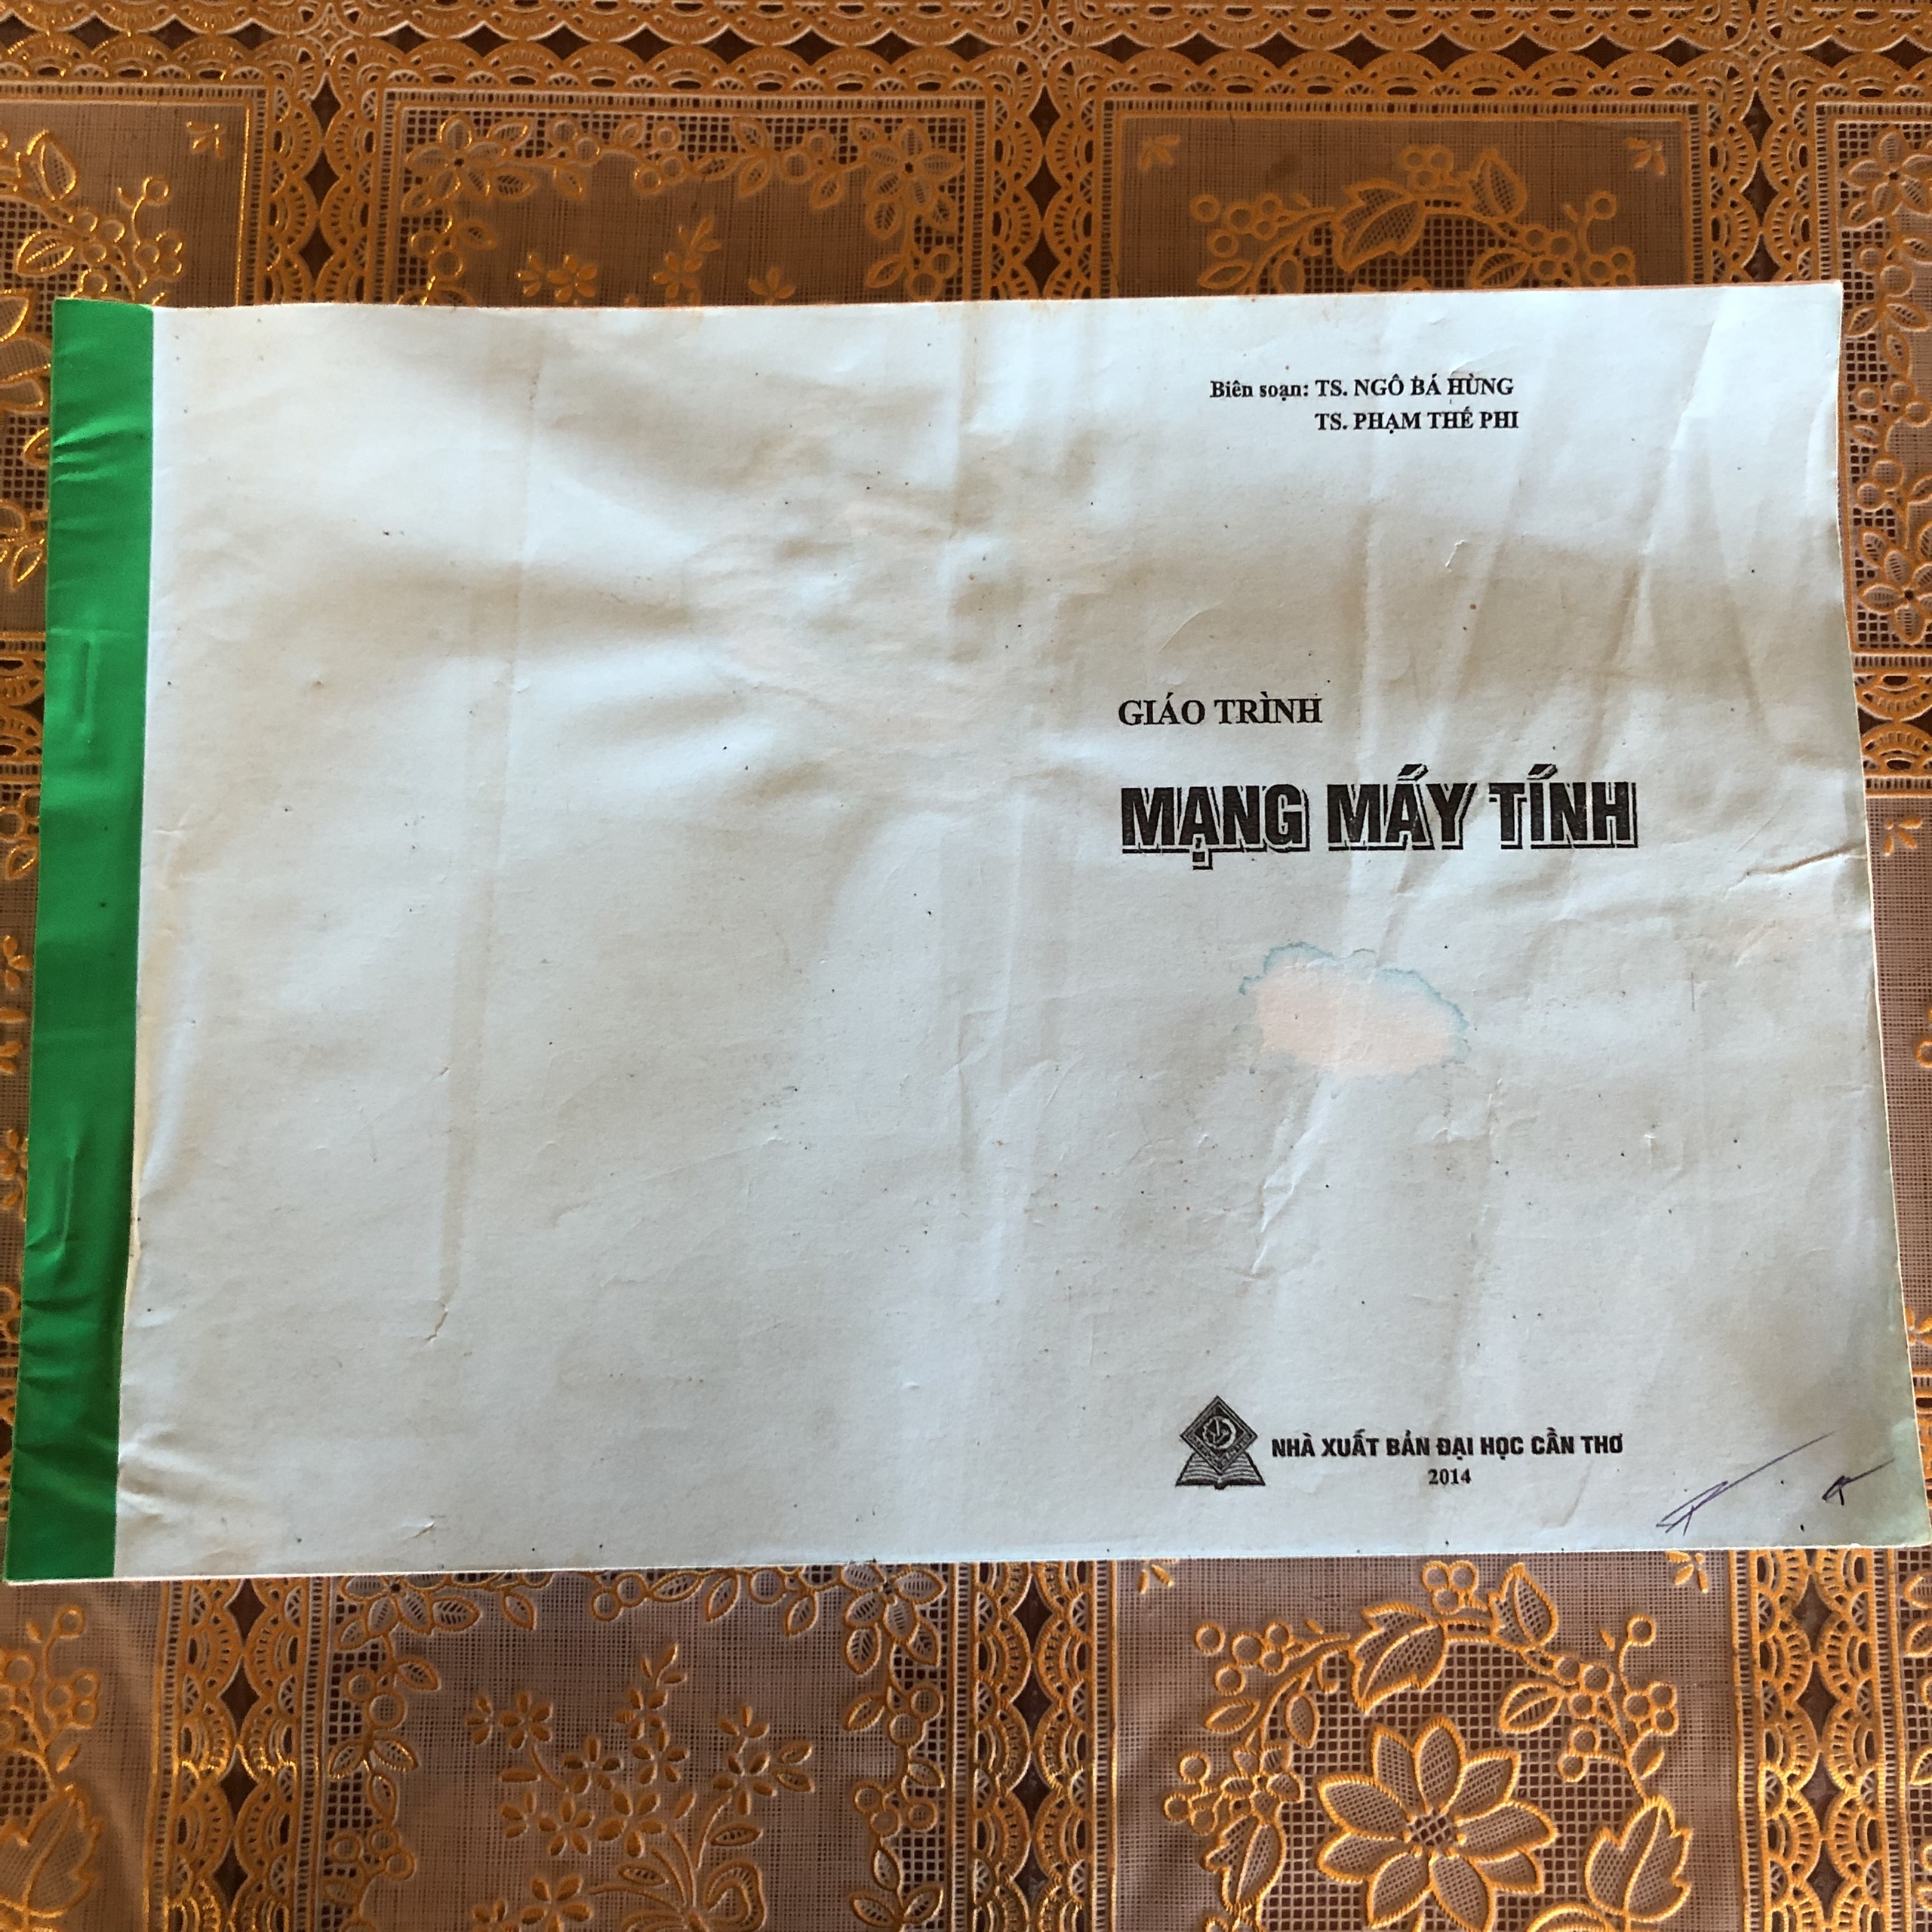 Biên soạn: TS. NGÔ BÁ HÙNG
TS. PHẠM THẾ PHI
GIÁO TRÌNH
MẠNG MÁY TÍNH
NHÀ XUẤT BẢN ĐẠI HỌC CẦN THƠ
2014